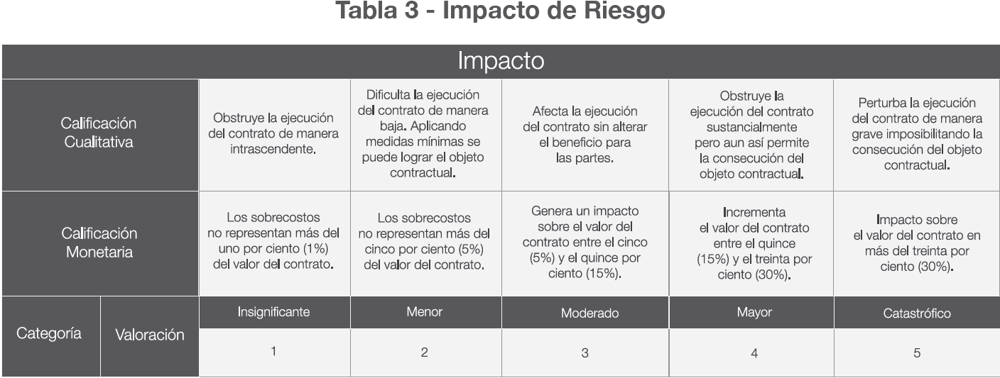 Tabla 3 - Impacto de Riesgo
Impacto
Calificación
Cualitativa
Obstruye la ejecución
del contrato de manera
intrascendente.
Dificulta la ejecución
del contrato de manera
baja. Aplicando
medidas mínimas se
puede lograr el objeto
contractual.
Afecta la ejecución
del contrato sin alterar
el beneficio para
las partes.
Obstruye la
ejecución del contrato
sustancialmente
pero aun así permite
la consecución del
objeto contractual.
Perturba la ejecución
del contrato de manera
grave imposibilitando la
consecución del objeto
contractual.
Calificación
Monetaria
Los sobrecostos
no representan más del
uno por ciento (1%)
del valor del contrato.
Los sobrecostos
no representan más del
cinco por ciento (5%)
del valor del contrato.
Genera un impacto
sobre el valor del
contrato entre el cinco
(5%) y el quince por
ciento (15%).
Incrementa
el valor del contrato
entre el quince
(15%) y el treinta por
ciento (30%).
Impacto sobre
el valor del contrato en
más del treinta por
ciento (30%).
Categoría
Valoración
Insignificante
Menor
Moderado
Mayor
Catastrófico
1
2
3
4
5